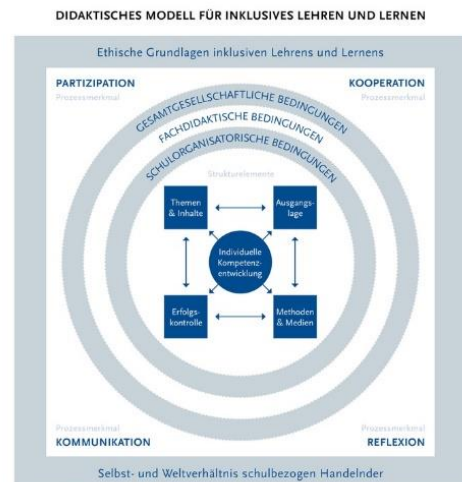 DIDAKTISCHES MODELL FÜR INKLUSIVES LEHREN UND LERNEN
Ethische Grundlagen inklusiven Lehrens und Lernens
PARTIZIPATION
Prozessmerkmal
KOOPERATION
Prozessmerkmal
GESAMTGESELLSCHAFTLICHE BEDINGUNGEN
FACHDIDAKTISCHE BEDINGUNGEN
SCHULORGANISATORISCHE BEDINGUNGEN
Strukturelemente
Themen
& Inhalte
Ausgangs-
lage
Individuelle
Kompetenz-
entwicklung
Erfolgs-
kontrolle
Methoden
& Medien
Prozessmerkmal
KOMMUNIKATION
Prozessmerkmal
REFLEXION
Selbst- und Weltverhältnis schulbezogen Handelnder